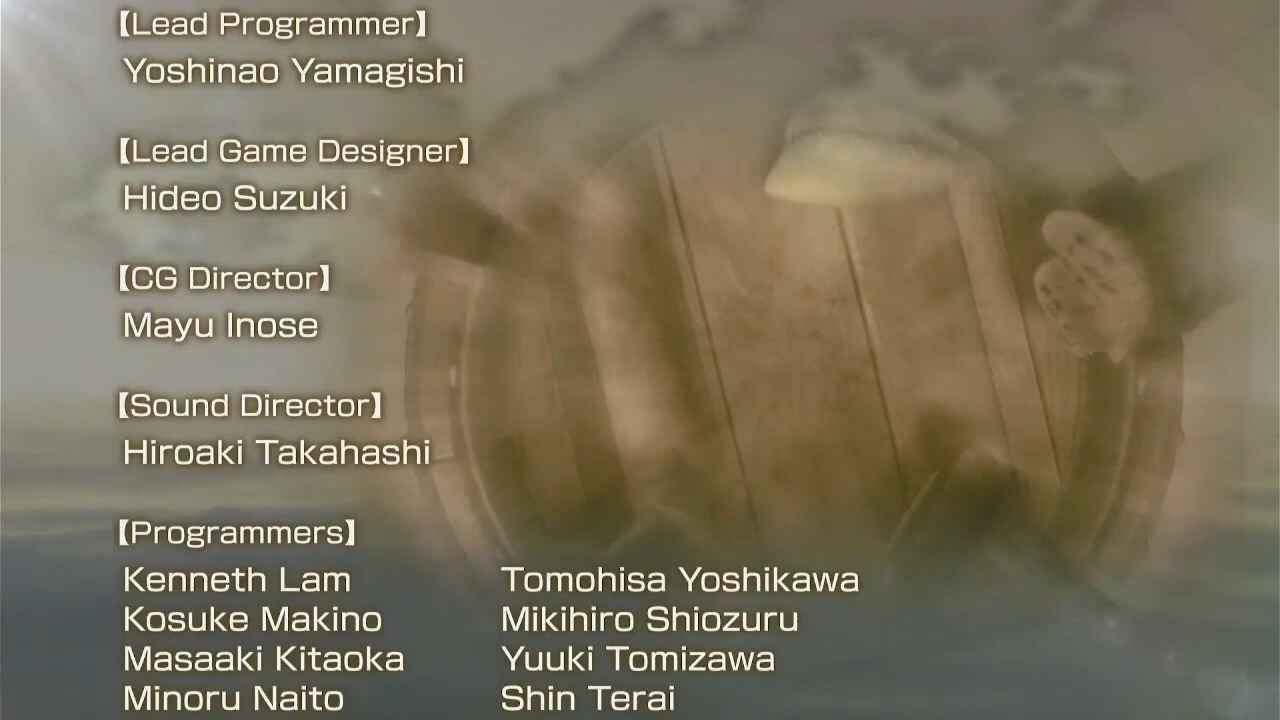 【Lead Programmer】
Yoshinao Yamagishi
【Lead Game Designer】
Hideo Suzuki
【CG Director】
Mayu Inose
【Sound Director】
Hiroaki Takahashi
【Programmers】
Kenneth Lam Tomohisa Yoshikawa
Kosuke Makino Mikihiro Shiozuru
Masaaki Kitaoka Yuuki Tomizawa
Minoru Naito Shin Terai